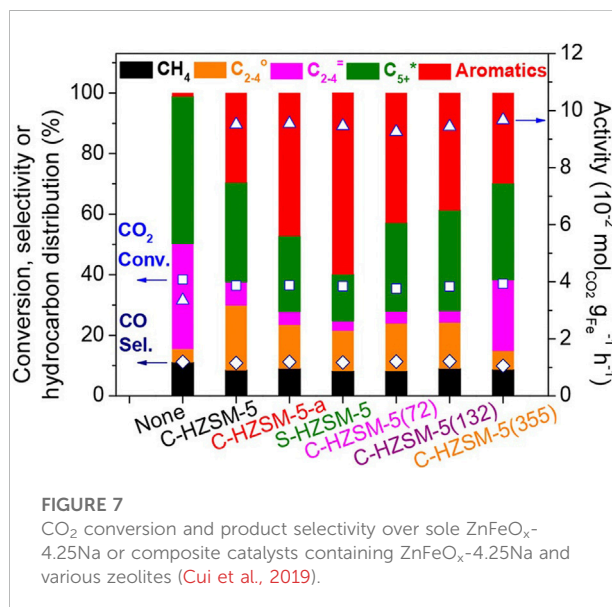 CH₄ C₂₋₄° C₂₋₄⁼ C₅₊* Aromatics
Conversion, selectivity or
hydrocarbon distribution (%)
100
80
60
40
20
0
CO₂
Conv.
CO
Sel.
12
10
8
6
4
2
0
Activity (10⁻² mol_CO₂ g_Fe⁻¹ h⁻¹)
None
C-HZSM-5
C-HZSM-5-a
S-HZSM-5
C-HZSM-5(72)
C-HZSM-5(132)
C-HZSM-5(355)
FIGURE 7
CO₂ conversion and product selectivity over sole ZnFeOₓ-
4.25Na or composite catalysts containing ZnFeOₓ-4.25Na and
various zeolites (Cui et al., 2019).